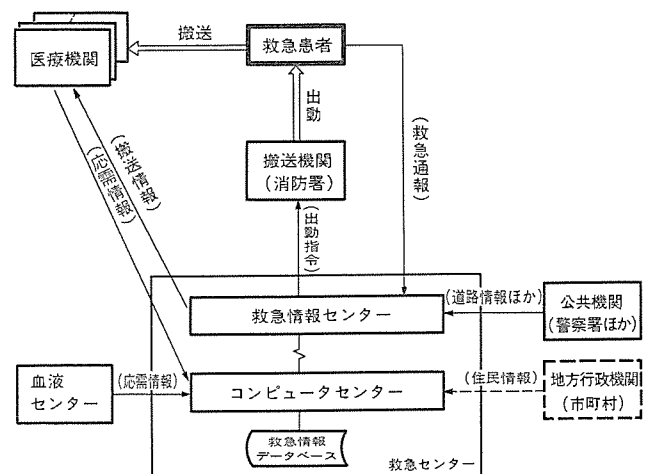 搬送
医療機関
救急患者
出動
搬送機関
(消防署)
(救急通報)
(搬送情報)
(応需情報)
(出動指令)
(道路情報ほか)
公共機関
(警察署ほか)
救急情報センター
(住民情報)
地方行政機関
(市町村)
血液
センター
(応需情報)
コンピュータセンター
救急情報
データベース
救急センター